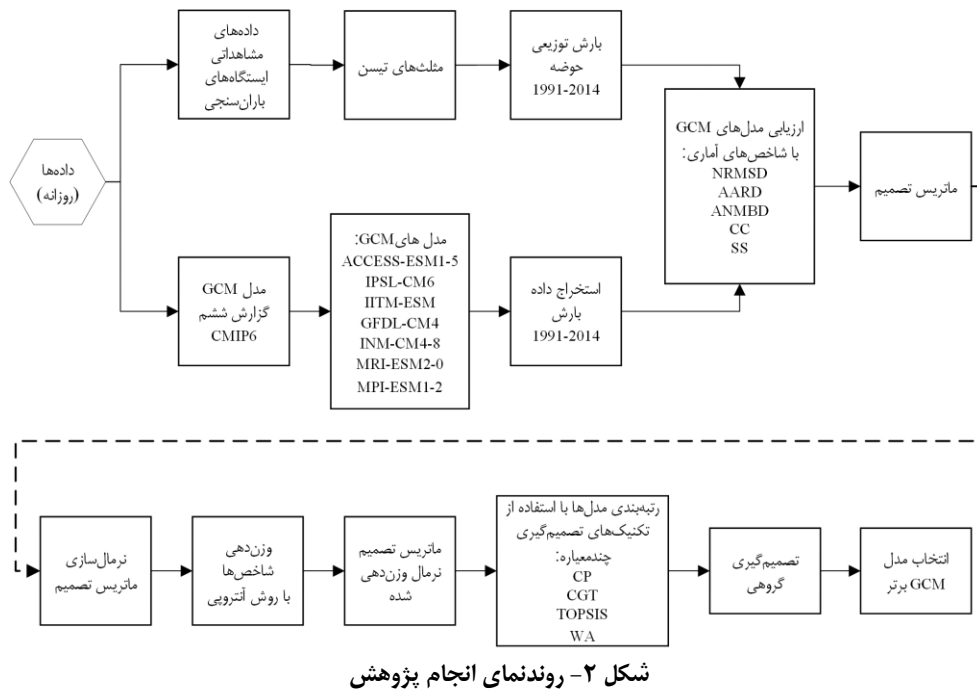 داده‌ها
(روزانه)
داده‌های
مشاهداتی
ایستگاه‌های
باران‌سنجی
مثلث‌های تیسن
بارش توزیعی
حوضه
1991-2014
مدل GCM
گزارش ششم
CMIP6
مدل هایGCM:
ACCESS-ESM1-5
IPSL-CM6
IITM-ESM
GFDL-CM4
INM-CM4-8
MRI-ESM2-0
MPI-ESM1-2
استخراج داده
بارش
1991-2014
ارزیابی مدل‌های GCM
با شاخص‌های آماری:
NRMSD
AARD
ANMBD
CC
SS
ماتریس تصمیم
نرمال‌سازی
ماتریس تصمیم
وزن‌دهی
شاخص‌ها
با روش آنتروپی
ماتریس تصمیم
نرمال وزن‌دهی
شده
رتبه‌بندی مدل‌ها با استفاده از
تکنیک‌های تصمیم‌گیری
چندمعیاره:
CP
CGT
TOPSIS
WA
تصمیم‌گیری
گروهی
انتخاب مدل
GCM برتر
شکل ۲- روندنمای انجام پژوهش